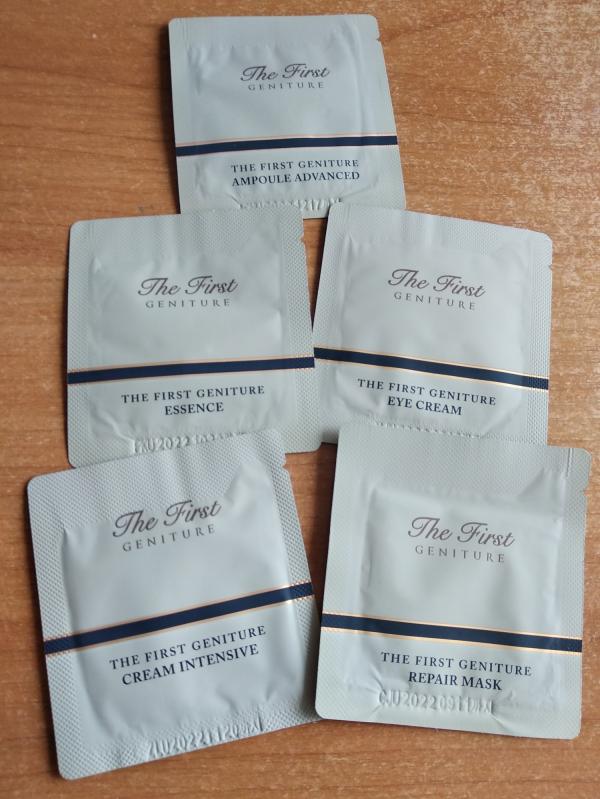 The First
GENITURE
THE FIRST GENITURE
AMPOULE ADVANCED
The First
GENITURE
THE FIRST GENITURE
ESSENCE
The First
GENITURE
THE FIRST GENITURE
EYE CREAM
The First
GENITURE
THE FIRST GENITURE
CREAM INTENSIVE
The First
GENITURE
THE FIRST GENITURE
REPAIR MASK